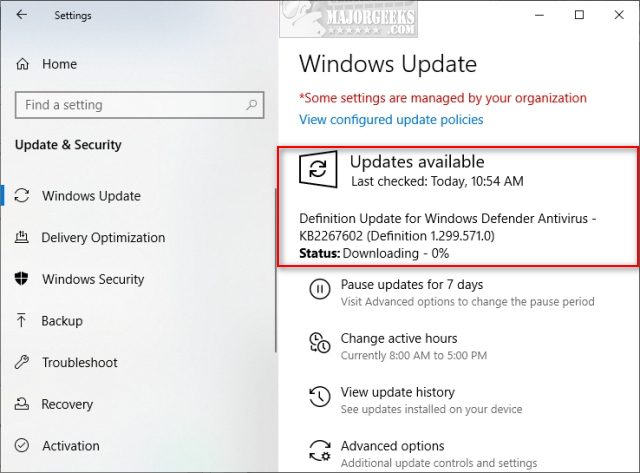 Settings
MAJORGEEKS
.COM
Home
Windows Update
Find a setting
*Some settings are managed by your organization
View configured update policies
Update & Security
Updates available
Last checked: Today, 10:54 AM
Windows Update
Definition Update for Windows Defender Antivirus -
KB2267602 (Definition 1.299.571.0)
Status: Downloading - 0%
Delivery Optimization
Windows Security
Pause updates for 7 days
Visit Advanced options to change the pause period
Backup
Change active hours
Currently 8:00 AM to 5:00 PM
Troubleshoot
View update history
See updates installed on your device
Recovery
Activation
Advanced options
Additional update controls and settings